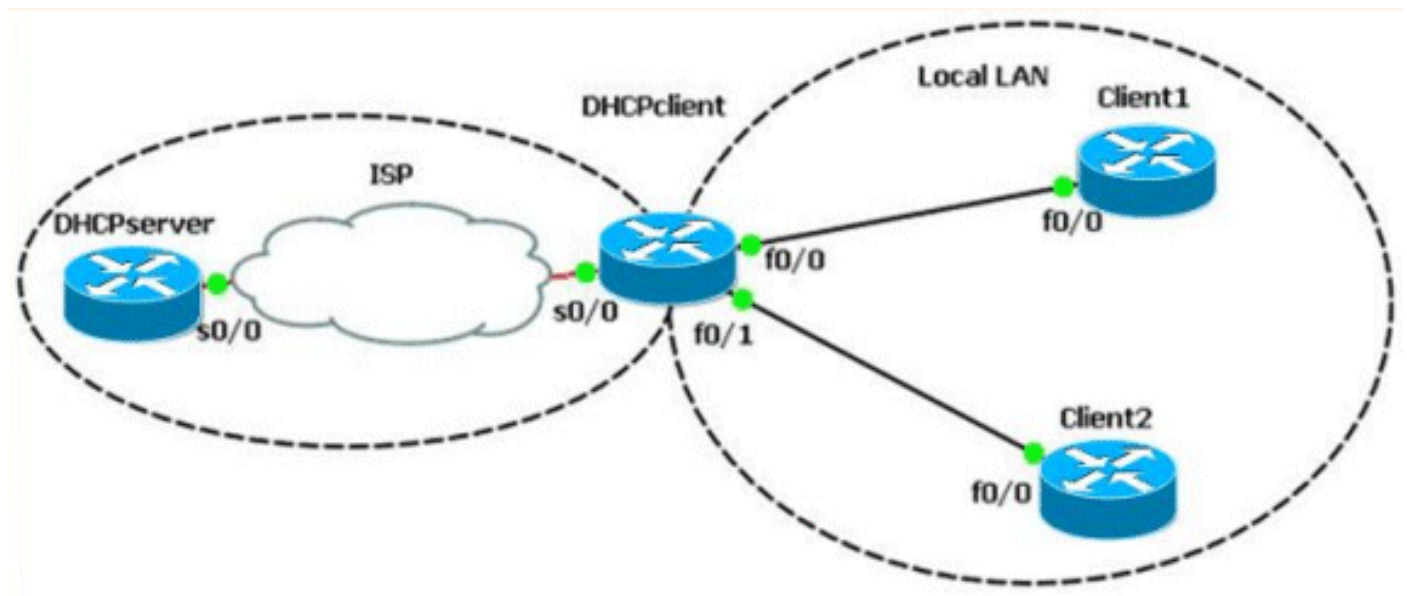 Local LAN
Client1
DHCPclient
ISP
DHCPserver
f0/0
f0/0
s0/0
s0/0
f0/1
Client2
f0/0